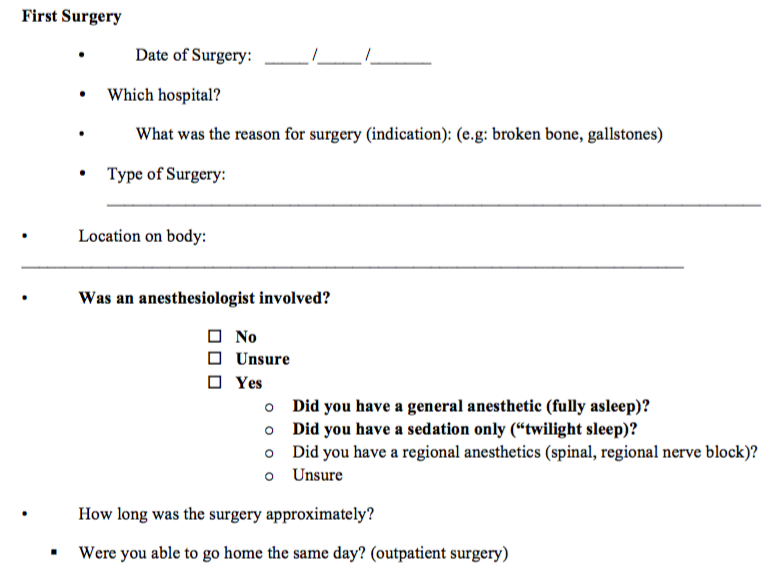 First Surgery
• Date of Surgery: _____/_____/_______
• Which hospital?
• What was the reason for surgery (indication): (e.g: broken bone, gallstones)
• Type of Surgery:
• Location on body:
• Was an anesthesiologist involved?
☐ No
☐ Unsure
☐ Yes
o Did you have a general anesthetic (fully asleep)?
o Did you have a sedation only (“twilight sleep)?
o Did you have a regional anesthetics (spinal, regional nerve block)?
o Unsure
• How long was the surgery approximately?
▪ Were you able to go home the same day? (outpatient surgery)